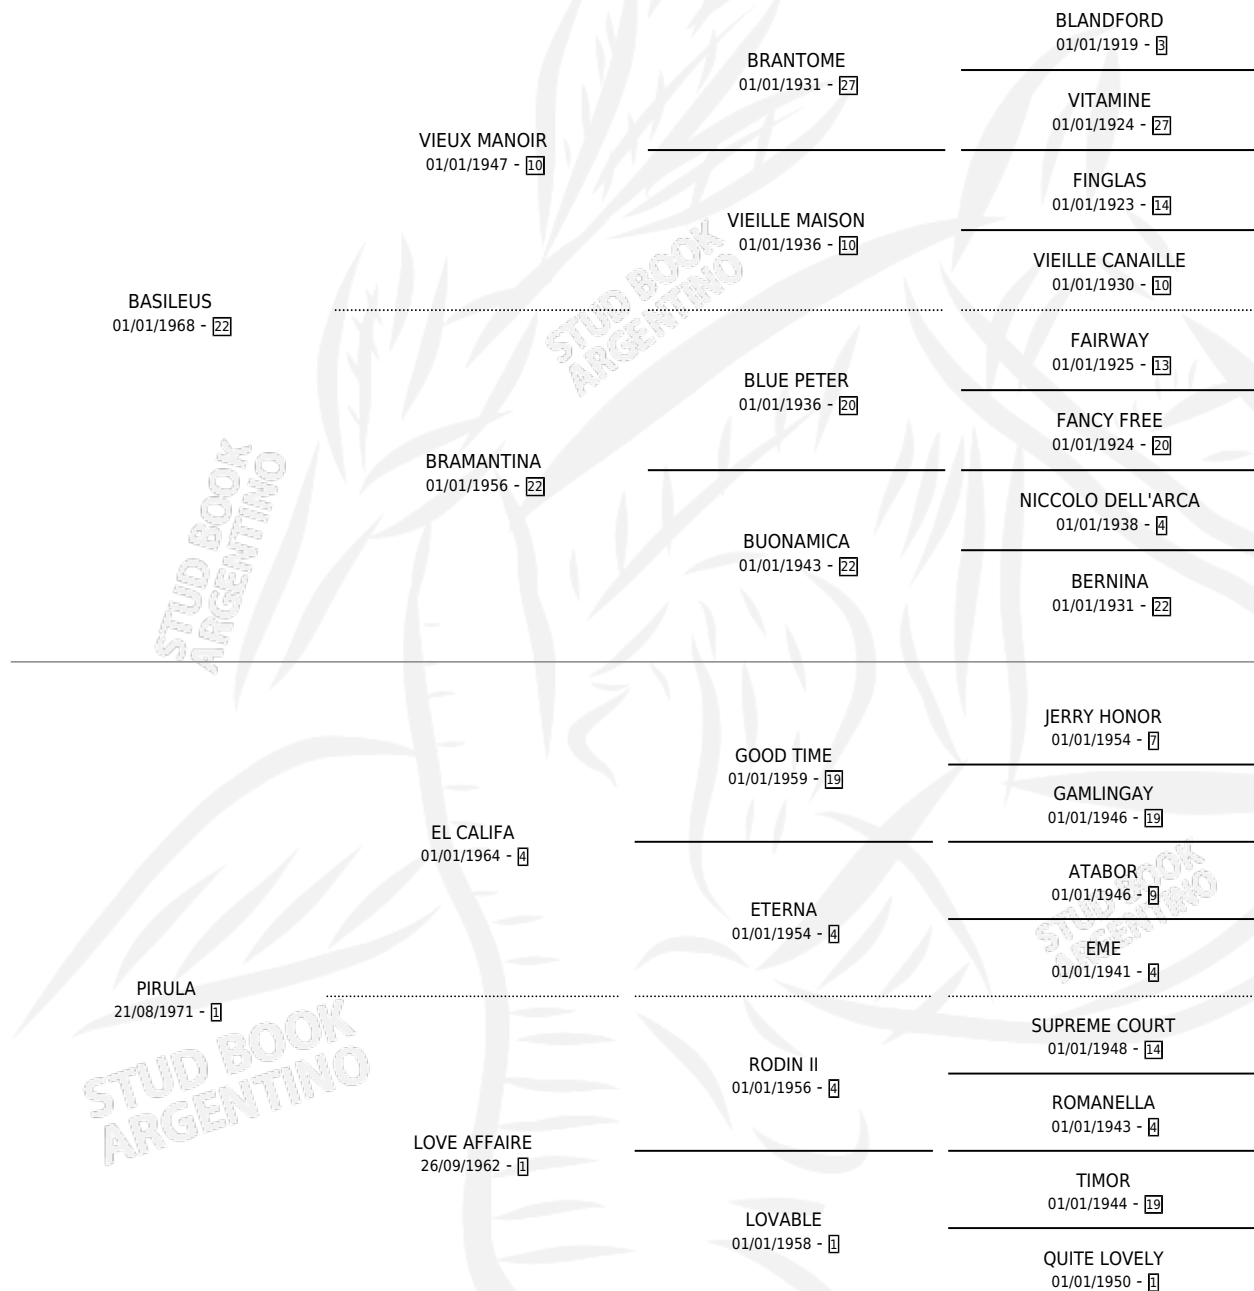 BLANDFORD
01/01/1919 - 3
BRANTOME
01/01/1931 - 27
VITAMINE
01/01/1924 - 27
VIEUX MANOIR
01/01/1947 - 10
FINGLAS
01/01/1923 - 14
VIEILLE MAISON
01/01/1936 - 10
VIEILLE CANAILLE
01/01/1930 - 10
BASILEUS
01/01/1968 - 22
FAIRWAY
01/01/1925 - 13
BLUE PETER
01/01/1936 - 20
FANCY FREE
01/01/1924 - 20
BRAMANTINA
01/01/1956 - 22
NICCOLO DELL'ARCA
01/01/1938 - 4
BUONAMICA
01/01/1943 - 22
BERNINA
01/01/1931 - 22
JERRY HONOR
01/01/1954 - 7
GOOD TIME
01/01/1959 - 19
GAMLINGAY
01/01/1946 - 19
EL CALIFA
01/01/1964 - 4
ATABOR
01/01/1946 - 9
ETERNA
01/01/1954 - 4
EME
01/01/1941 - 4
PIRULA
21/08/1971 - 1
SUPREME COURT
01/01/1948 - 14
RODIN II
01/01/1956 - 4
ROMANELLA
01/01/1943 - 4
LOVE AFFAIRE
26/09/1962 - 1
TIMOR
01/01/1944 - 19
LOVABLE
01/01/1958 - 1
QUITE LOVELY
01/01/1950 - 1
STUD BOOK
ARGENTINO
STUD BOOK
ARGENTINO
STUD BOOK
ARGENTINO
STUD BOOK
ARGENTINO